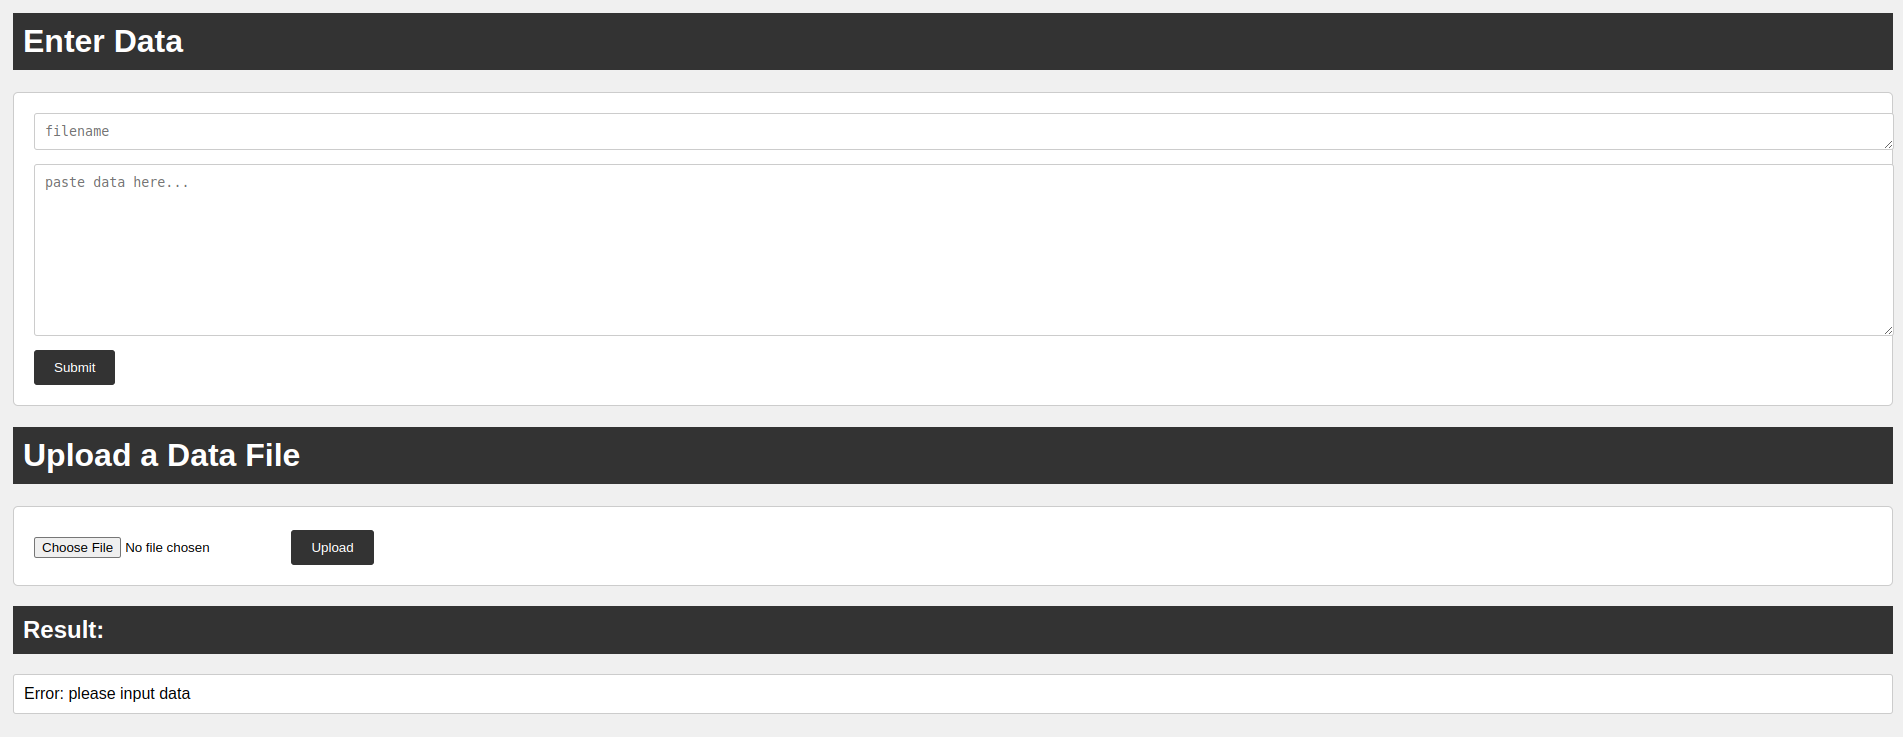 Enter Data
filename
paste data here...
Submit
Upload a Data File
Choose File No file chosen
Upload
Result:
Error: please input data